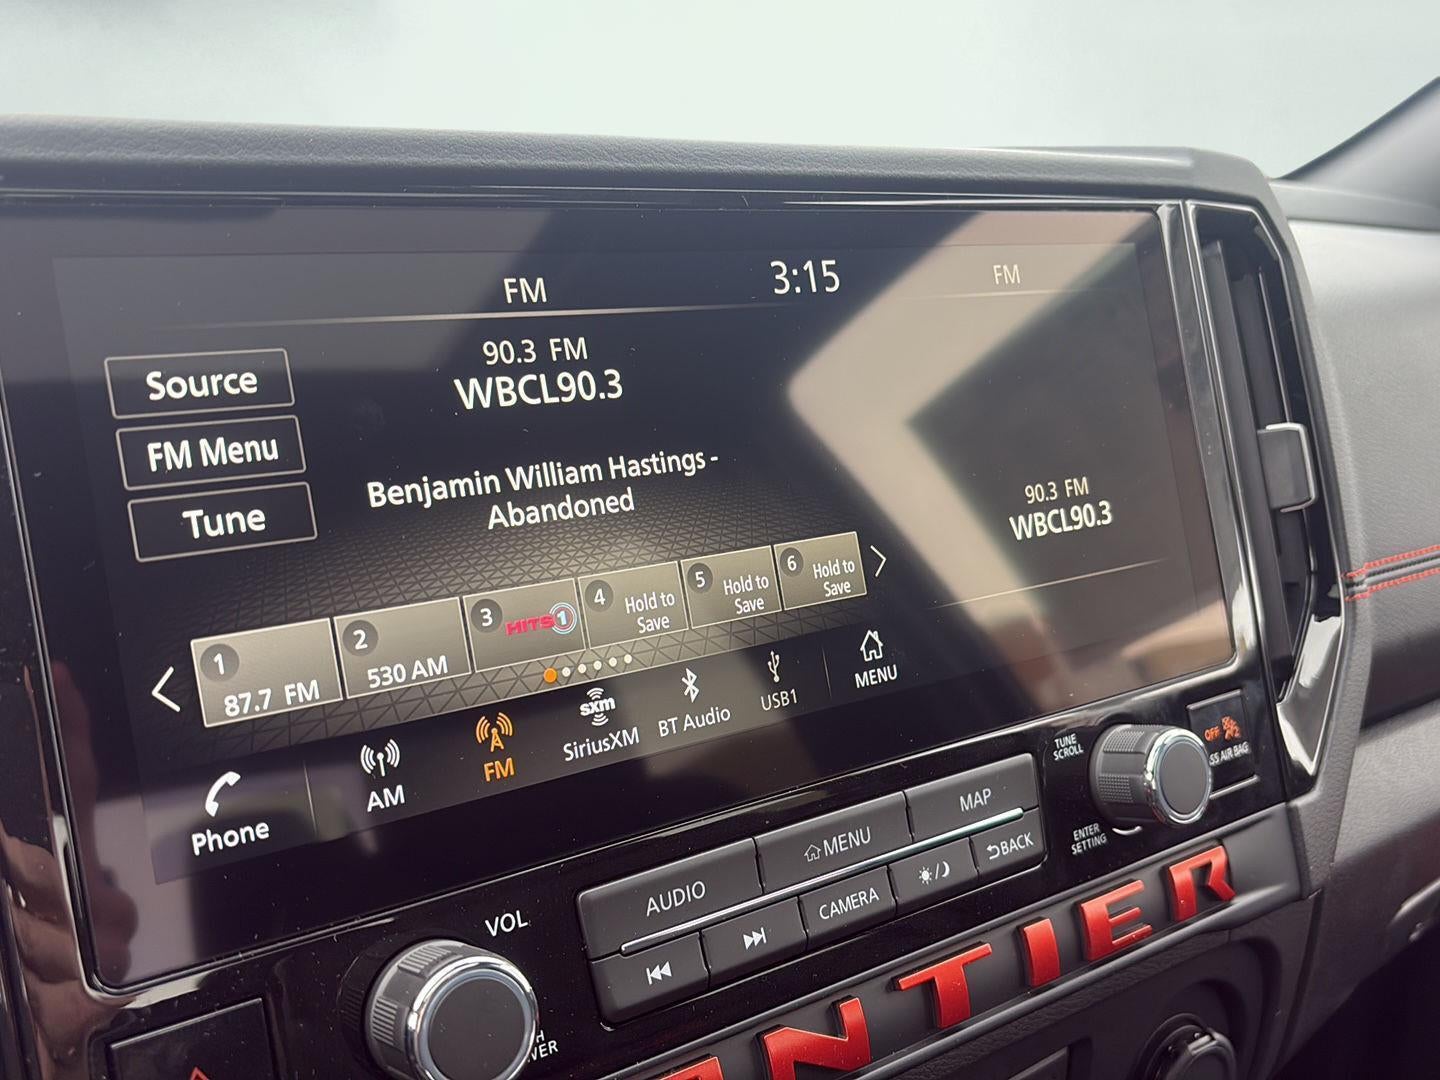 FM
3:15
FM
90.3 FM
WBCL90.3
Source
FM Menu
Tune
Benjamin William Hastings -
Abandoned
90.3 FM
WBCL90.3
1
87.7 FM
2
530 AM
3
HITS 1
4
Hold to
Save
5
Hold to
Save
6
Hold to
Save
Phone
AM
FM
sxm
SiriusXM
BT Audio
USB1
MENU
TUNE
SCROLL
OFF
SS AIR BAG
ENTER
SETTING
VOL
AUDIO
MENU
MAP
CAMERA
BACK
NTIER